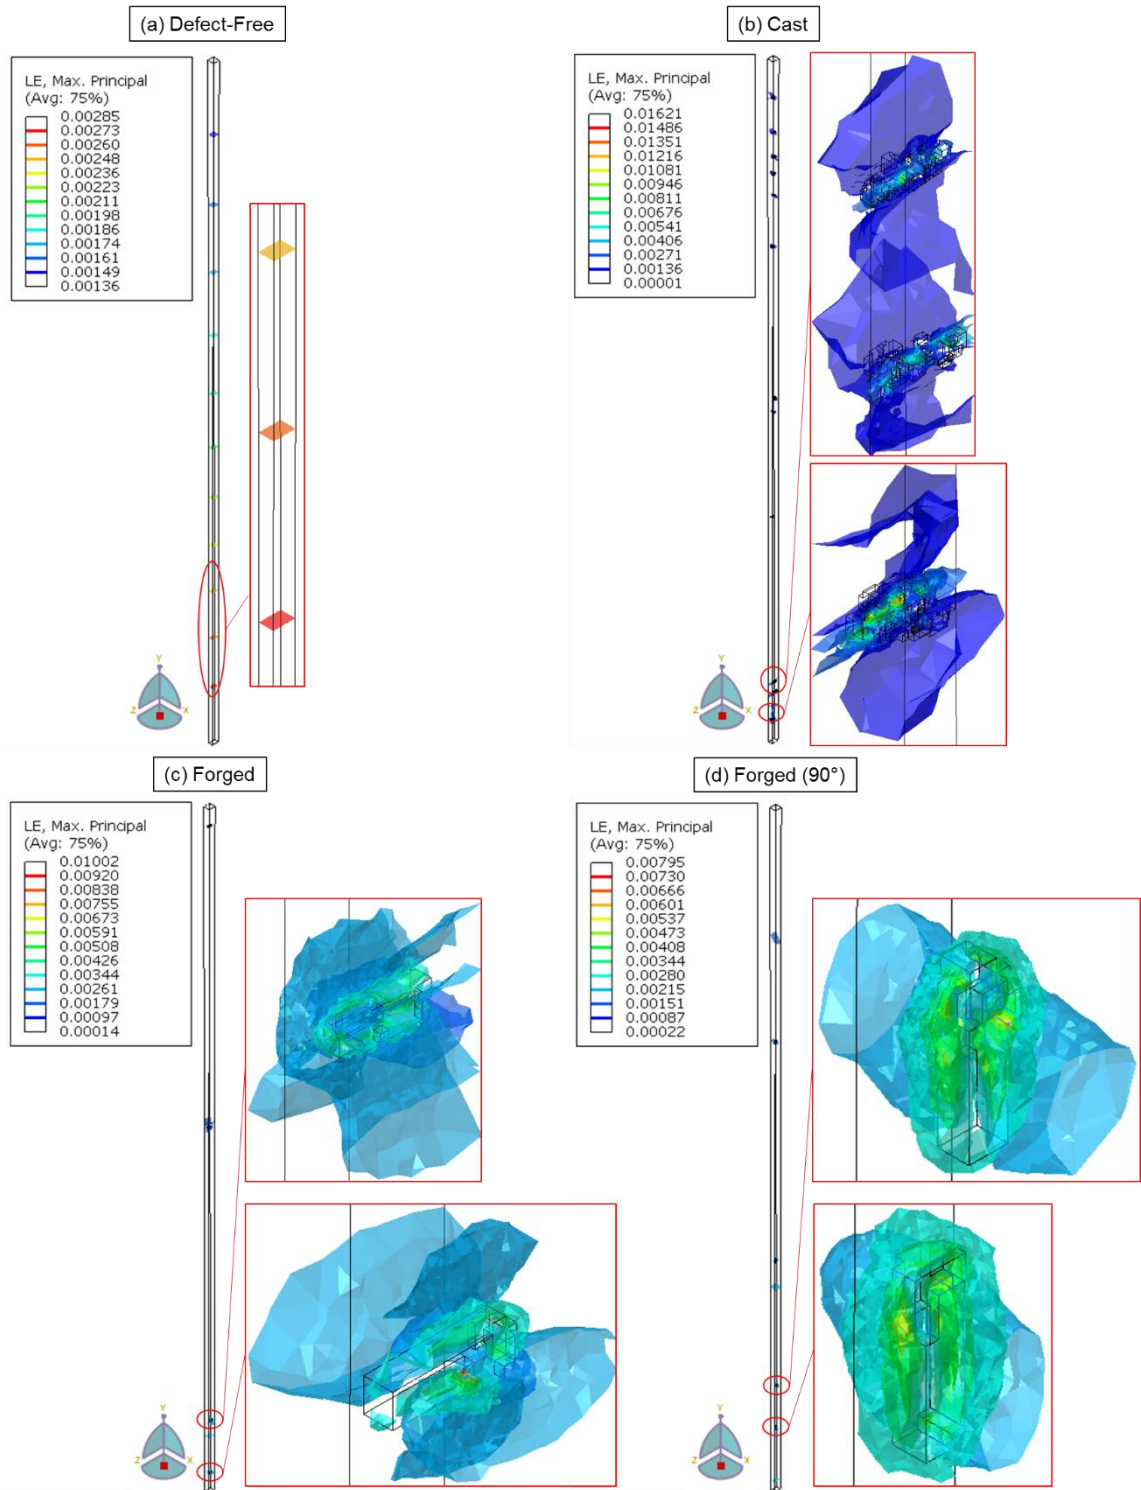 (a) Defect-Free
LE, Max. Principal
(Avg: 75%)
0.00285
0.00273
0.00260
0.00248
0.00236
0.00223
0.00211
0.00198
0.00186
0.00174
0.00161
0.00149
0.00136
Y
Z
X
(b) Cast
LE, Max. Principal
(Avg: 75%)
0.01621
0.01486
0.01351
0.01216
0.01081
0.00946
0.00811
0.00676
0.00541
0.00406
0.00271
0.00136
0.00001
Y
Z
X
(c) Forged
LE, Max. Principal
(Avg: 75%)
0.01002
0.00920
0.00838
0.00755
0.00673
0.00591
0.00508
0.00426
0.00344
0.00261
0.00179
0.00097
0.00014
Y
Z
X
(d) Forged (90°)
LE, Max. Principal
(Avg: 75%)
0.00795
0.00730
0.00666
0.00601
0.00537
0.00473
0.00408
0.00344
0.00280
0.00215
0.00151
0.00087
0.00022
Y
Z
X